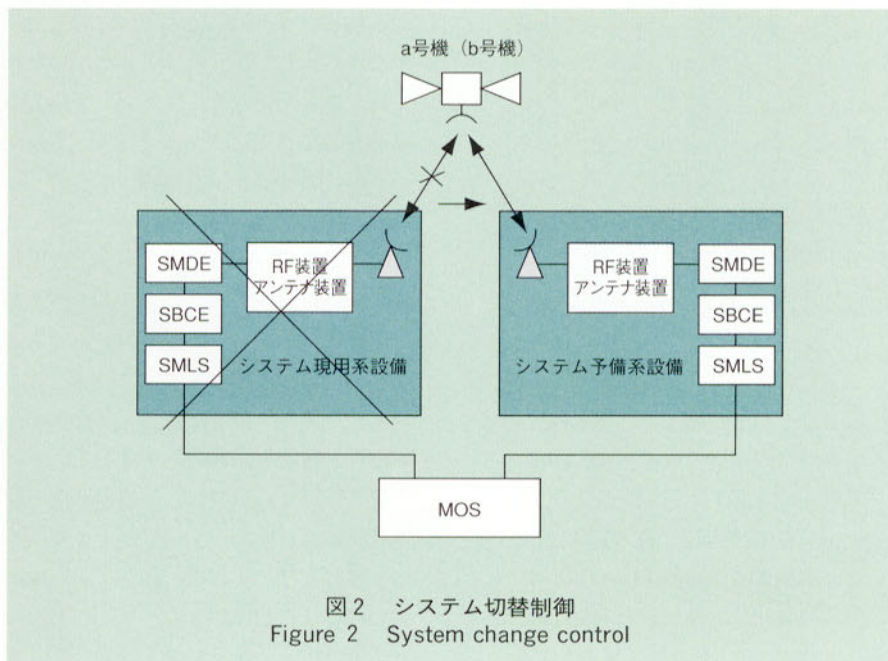 a号機（b号機）
SMDE
RF装置
アンテナ装置
SBCE
SMLS
システム現用系設備
RF装置
アンテナ装置
SMDE
SBCE
システム予備系設備
SMLS
MOS
図2　システム切替制御
Figure 2　System change control